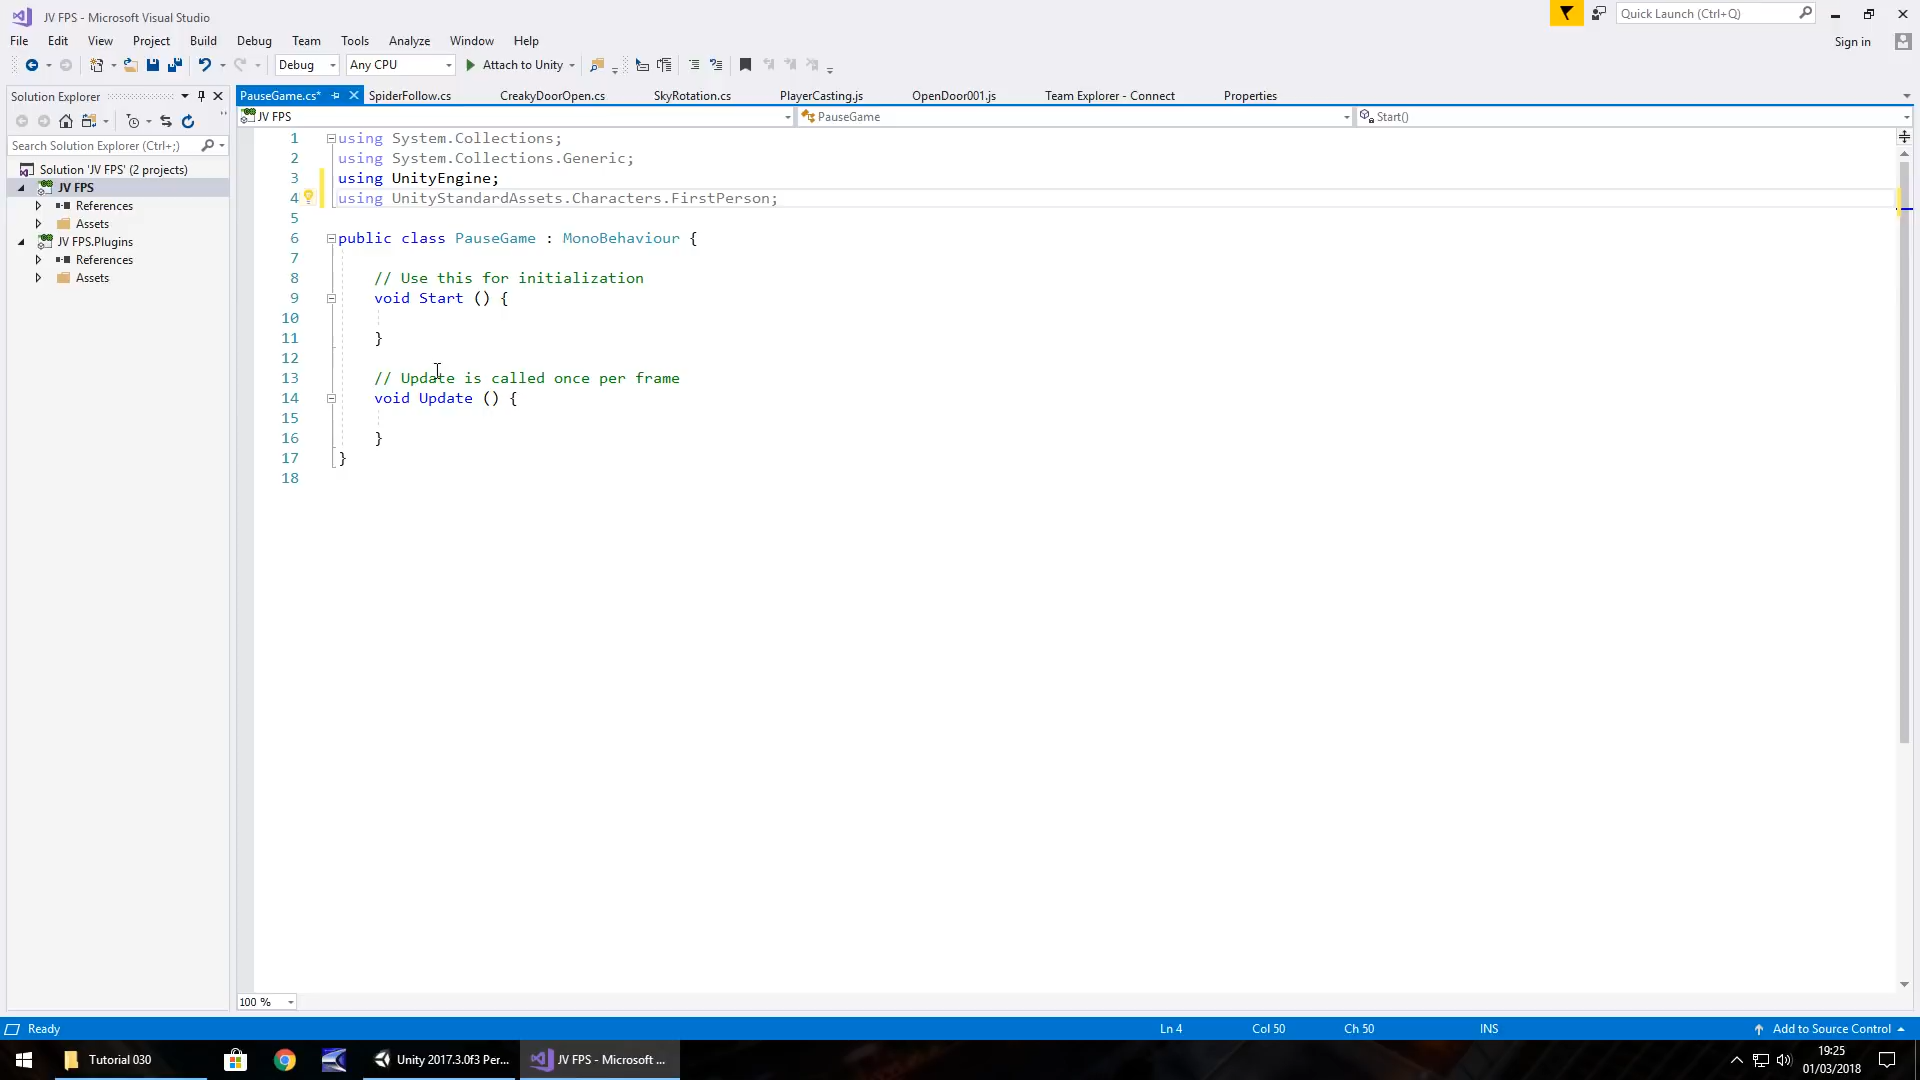 JV FPS - Microsoft Visual Studio
Quick Launch (Ctrl+Q)
File Edit View Project Build Debug Team Tools Analyze Window Help
Sign in
Debug Any CPU Attach to Unity
Solution Explorer
PauseGame.cs* SpiderFollow.cs CreakyDoorOpen.cs SkyRotation.cs PlayerCasting.js OpenDoor001.js Team Explorer - Connect Properties
JV FPS PauseGame Start()
Search Solution Explorer (Ctrl+;)
Solution 'JV FPS' (2 projects)
JV FPS
References
Assets
JV FPS.Plugins
References
Assets
1 using System.Collections;
2 using System.Collections.Generic;
3 using UnityEngine;
4 using UnityStandardAssets.Characters.FirstPerson;
5
6 public class PauseGame : MonoBehaviour {
7
8 // Use this for initialization
9 void Start () {
10
11 }
12
13 // Update is called once per frame
14 void Update () {
15
16 }
17 }
18
100 %
Ready Ln 4 Col 50 Ch 50 INS Add to Source Control
Tutorial 030 Unity 2017.3.0f3 Per... JV FPS - Microsoft ...
19:25
01/03/2018